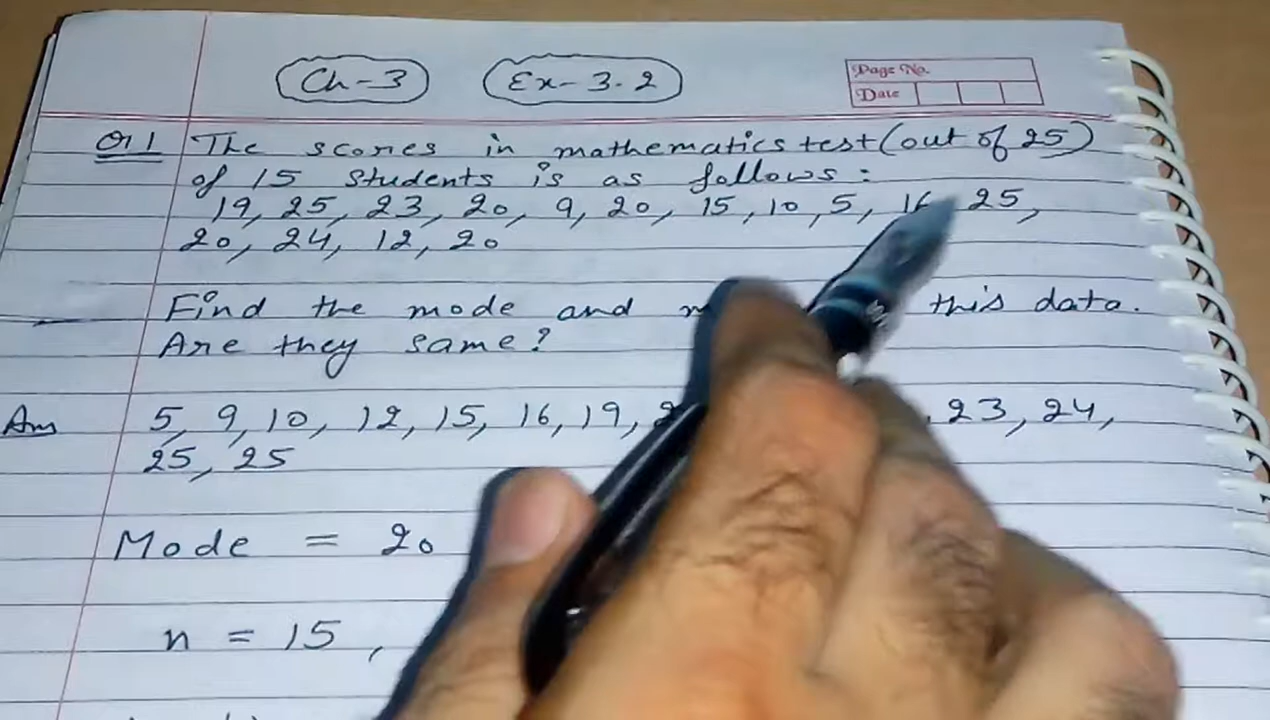 Ch-3 Ex-3.2
Page No.
Date
Q1 The scores in mathematics test (out of 25)
of 15 students is as follows:
19, 25, 23, 20, 9, 20, 15, 10, 5, 16 25,
20, 24, 12, 20
Find the mode and this data.
Are they same?
Ans 5, 9, 10, 12, 15, 16, 19, , 23, 24,
25, 25
Mode = 20
n = 15,